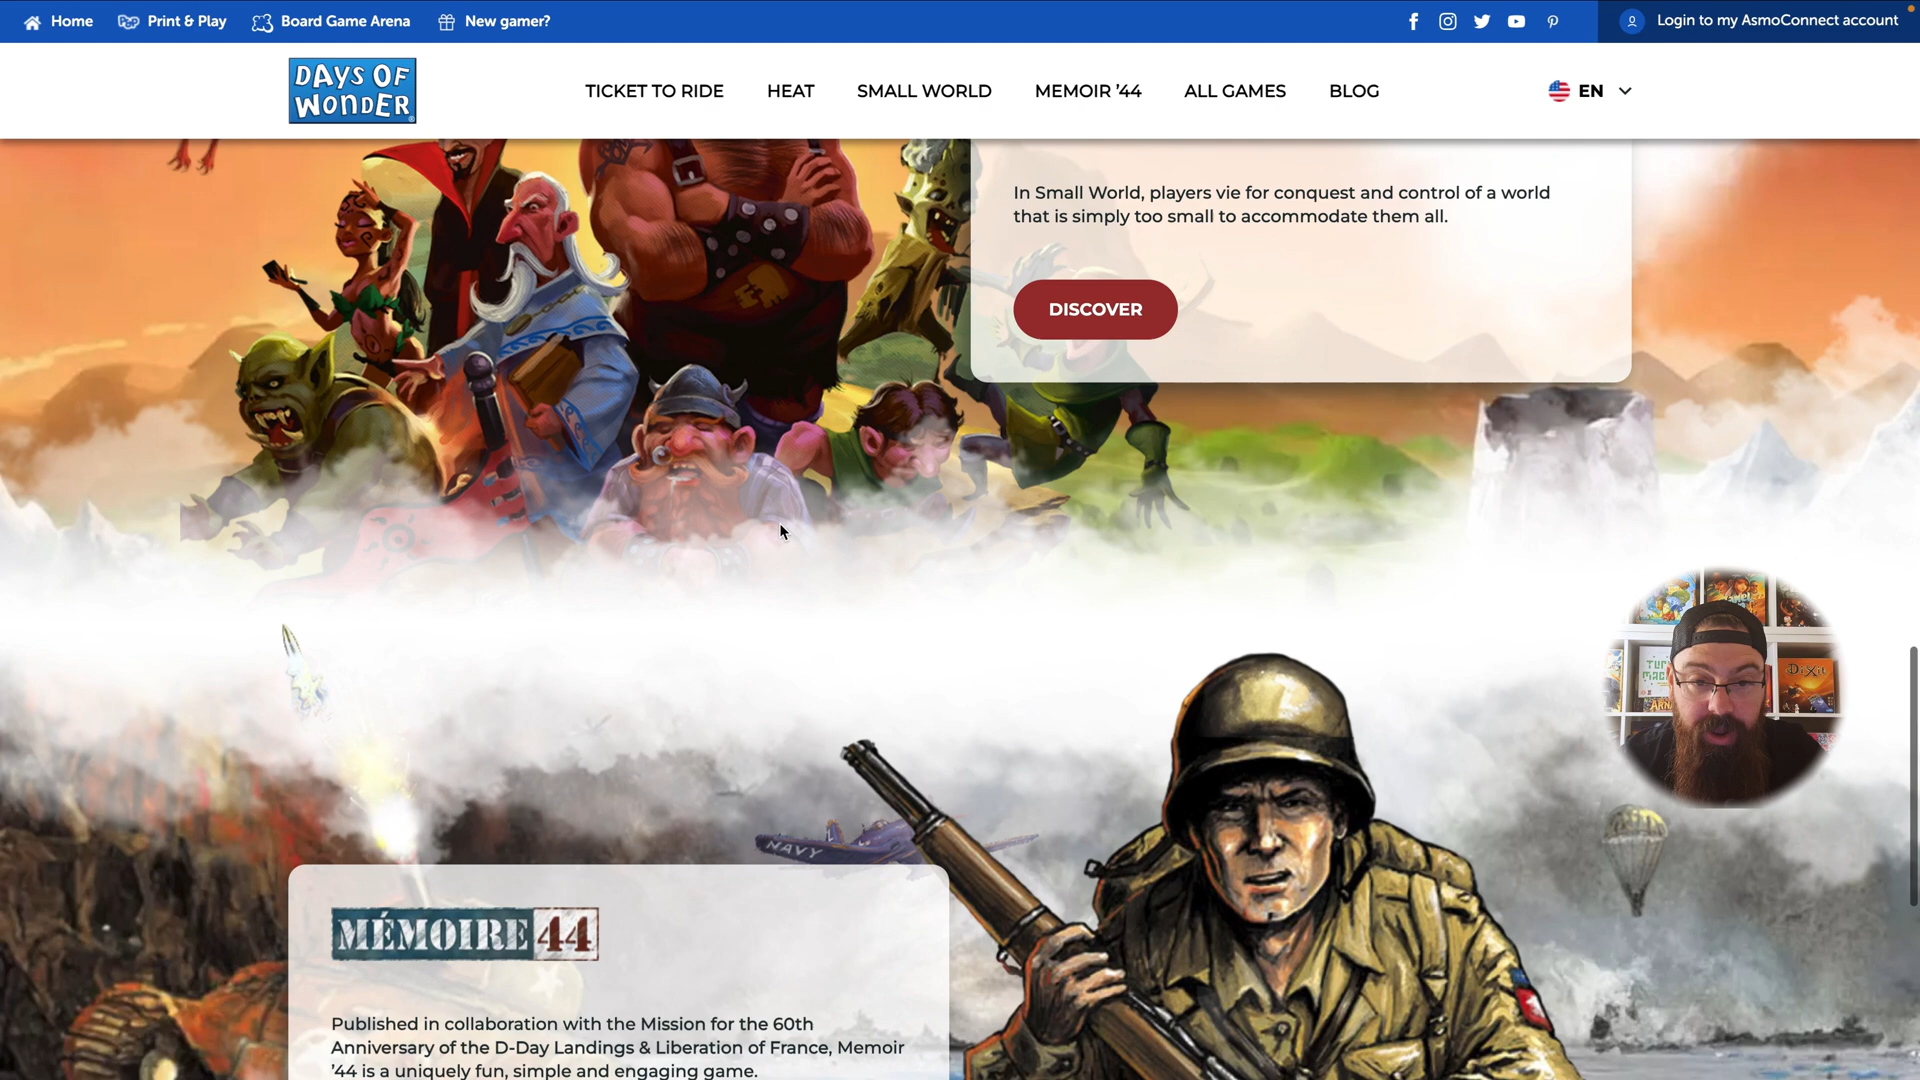 Home Print & Play Board Game Arena New gamer? Login to my AsmoConnect account
DAYS OF
WONDER
TICKET TO RIDE HEAT SMALL WORLD MEMOIR '44 ALL GAMES BLOG EN
In Small World, players vie for conquest and control of a world
that is simply too small to accommodate them all.
DISCOVER
DIXIT
NAVY
MÉMOIRE 44
Published in collaboration with the Mission for the 60th
Anniversary of the D-Day Landings & Liberation of France, Memoir
'44 is a uniquely fun, simple and engaging game.